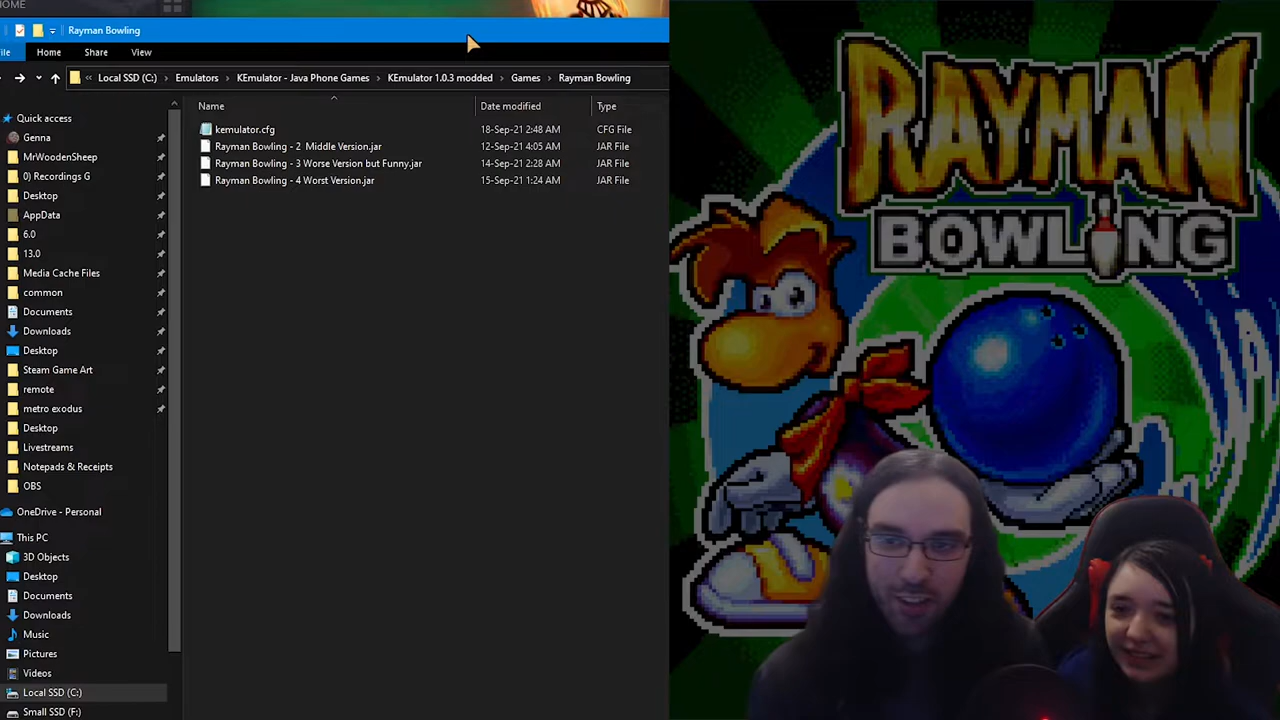 HOME
Rayman Bowling
ile Home Share View
Local SSD (C:) Emulators KEmulator - Java Phone Games KEmulator 1.0.3 modded Games Rayman Bowling
Name Date modified Type
kemulator.cfg 18-Sep-21 2:48 AM CFG File
Rayman Bowling - 2  Middle Version.jar 12-Sep-21 4:05 AM JAR File
Rayman Bowling - 3 Worse Version but Funny.jar 14-Sep-21 2:28 AM JAR File
Rayman Bowling - 4 Worst Version.jar 15-Sep-21 1:24 AM JAR File
Quick access
Genna
MrWoodenSheep
0) Recordings G
Desktop
AppData
6.0
13.0
Media Cache Files
common
Documents
Downloads
Desktop
Steam Game Art
remote
metro exodus
Desktop
Livestreams
Notepads & Receipts
OBS
OneDrive - Personal
This PC
3D Objects
Desktop
Documents
Downloads
Music
Pictures
Videos
Local SSD (C:)
Small SSD (F:)
RAYMAN
BOWLING